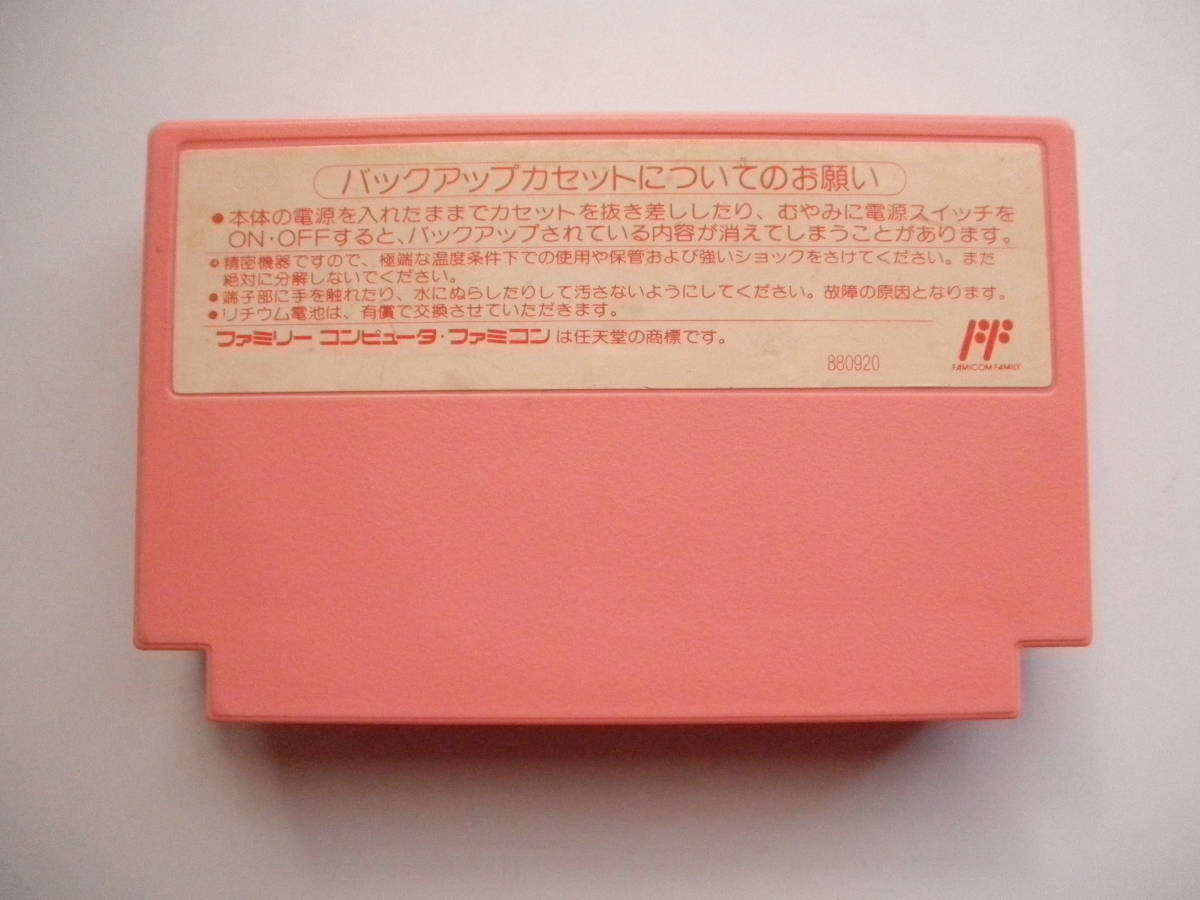 バックアップカセットについてのお願い
●本体の電源を入れたままでカセットを抜き差ししたり、むやみに電源スイッチを
ON・OFFすると、バックアップされている内容が消えてしまうことがあります。
●精密機器ですので、極端な温度条件下での使用や保管および強いショックをさけてください。また
絶対に分解しないでください。
●端子部に手を触れたり、水にぬらしたりして汚さないようにしてください。故障の原因となります。
●リチウム電池は、有償で交換させていただきます。
ファミリーコンピュータ・ファミコンは任天堂の商標です。
880920
FAMICOM FAMILY